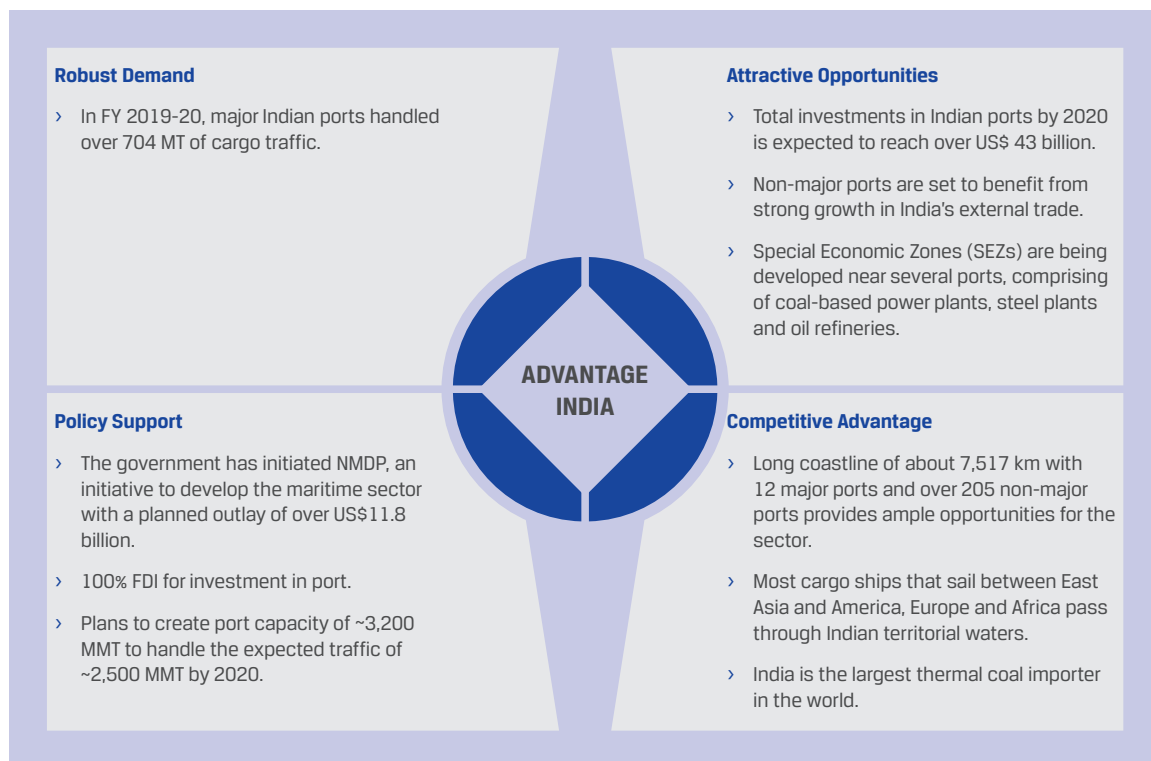 Robust Demand
› In FY 2019-20, major Indian ports handled
over 704 MT of cargo traffic.
Attractive Opportunities
› Total investments in Indian ports by 2020
is expected to reach over US$ 43 billion.
› Non-major ports are set to benefit from
strong growth in India's external trade.
› Special Economic Zones (SEZs) are being
developed near several ports, comprising
of coal-based power plants, steel plants
and oil refineries.
ADVANTAGE
INDIA
Policy Support
› The government has initiated NMDP, an
initiative to develop the maritime sector
with a planned outlay of over US$11.8
billion.
› 100% FDI for investment in port.
› Plans to create port capacity of ~3,200
MMT to handle the expected traffic of
~2,500 MMT by 2020.
Competitive Advantage
› Long coastline of about 7,517 km with
12 major ports and over 205 non-major
ports provides ample opportunities for the
sector.
› Most cargo ships that sail between East
Asia and America, Europe and Africa pass
through Indian territorial waters.
› India is the largest thermal coal importer
in the world.